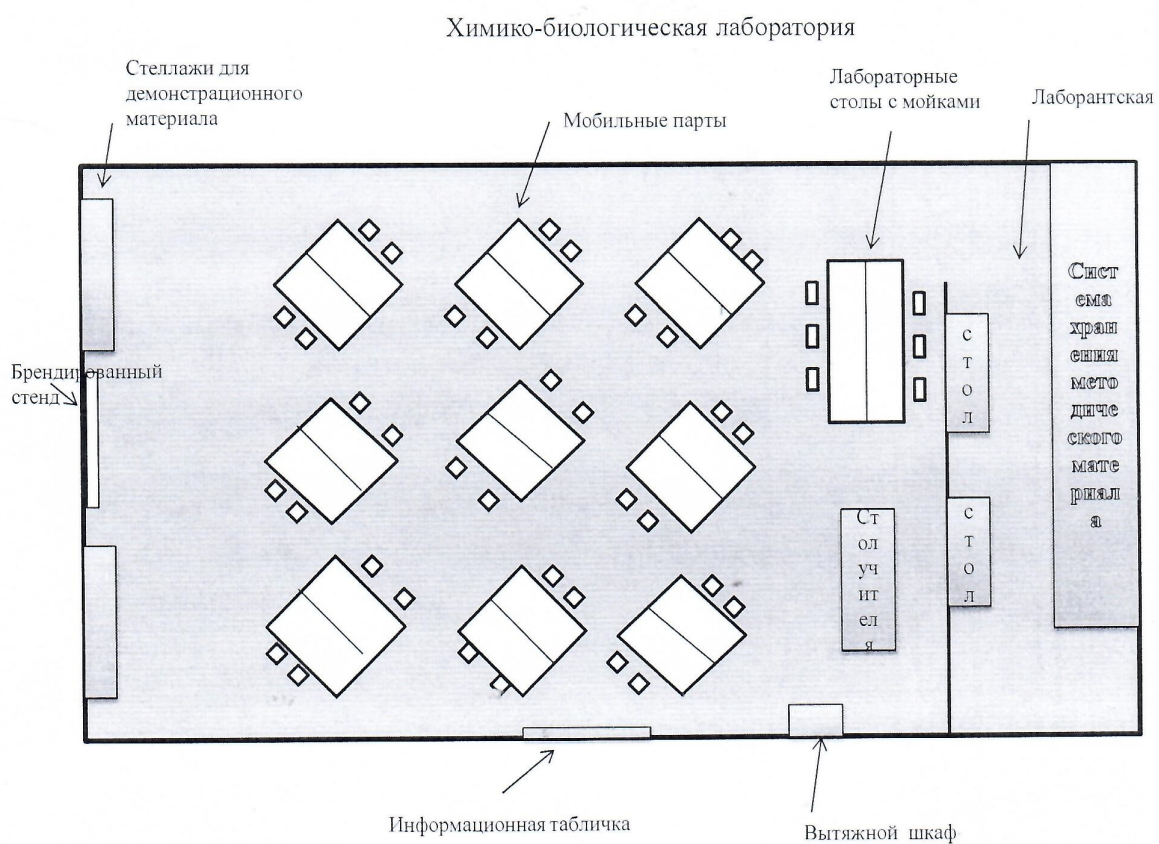 Химико-биологическая лаборатория
Стеллажи для
демонстрационного
материала
Мобильные парты
Лабораторные
столы с мойками
Лаборантская
Брендированный
стенд
с
т
о
л
Сист
ема
хран
ения
мето
диче
ского
мате
риал
а
Ст
ол
уч
ит
ел
я
с
т
о
л
Информационная табличка
Вытяжной шкаф